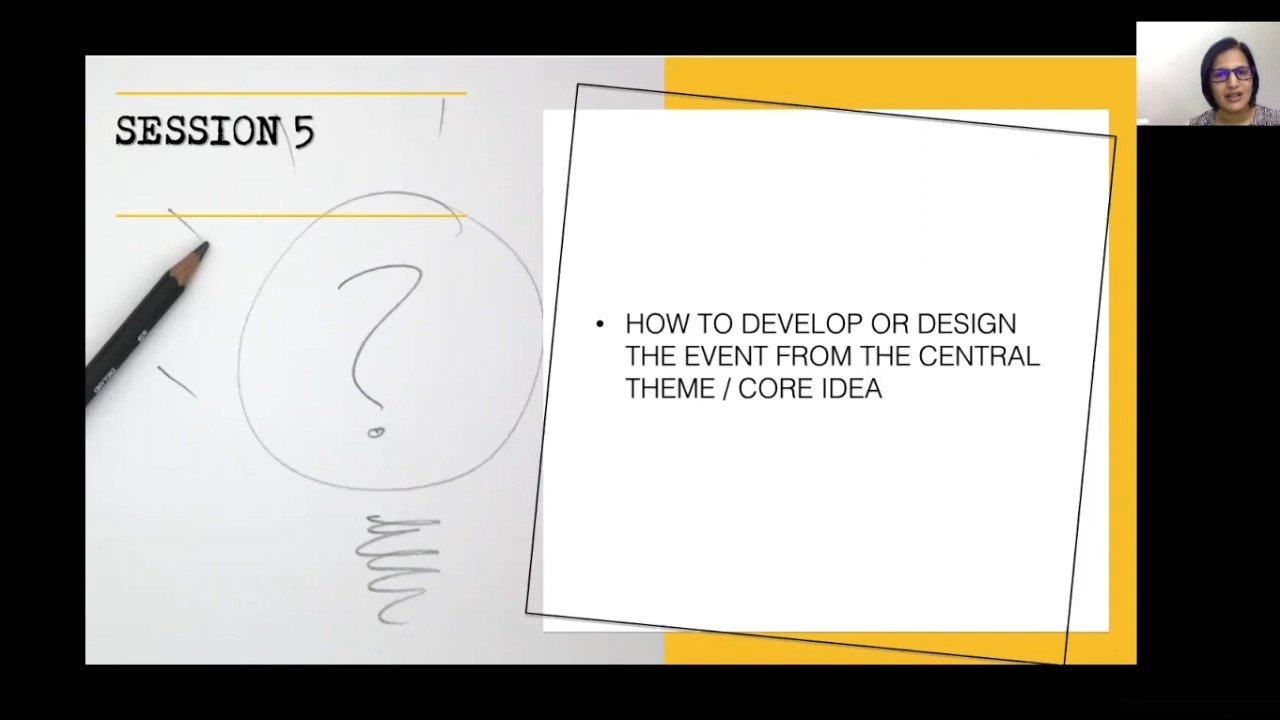 SESSION 5
• HOW TO DEVELOP OR DESIGN
THE EVENT FROM THE CENTRAL
THEME / CORE IDEA